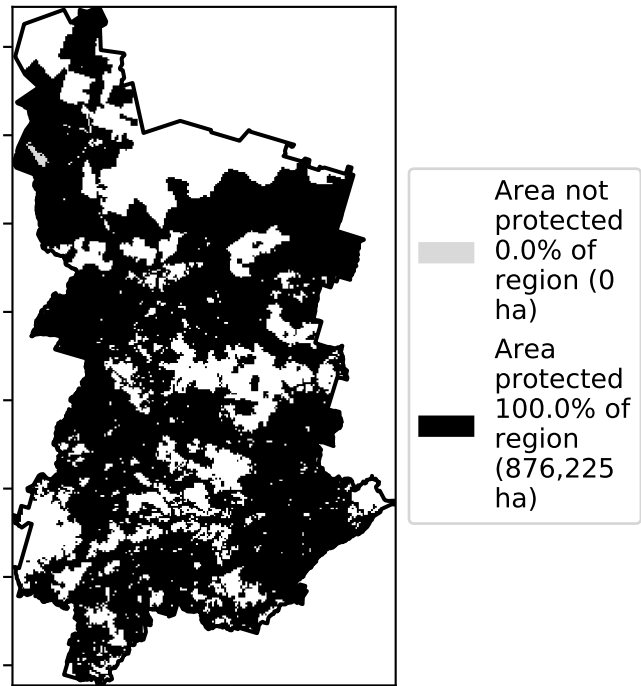 Area not
protected
0.0% of
region (0
ha)
Area
protected
100.0% of
region
(876,225
ha)